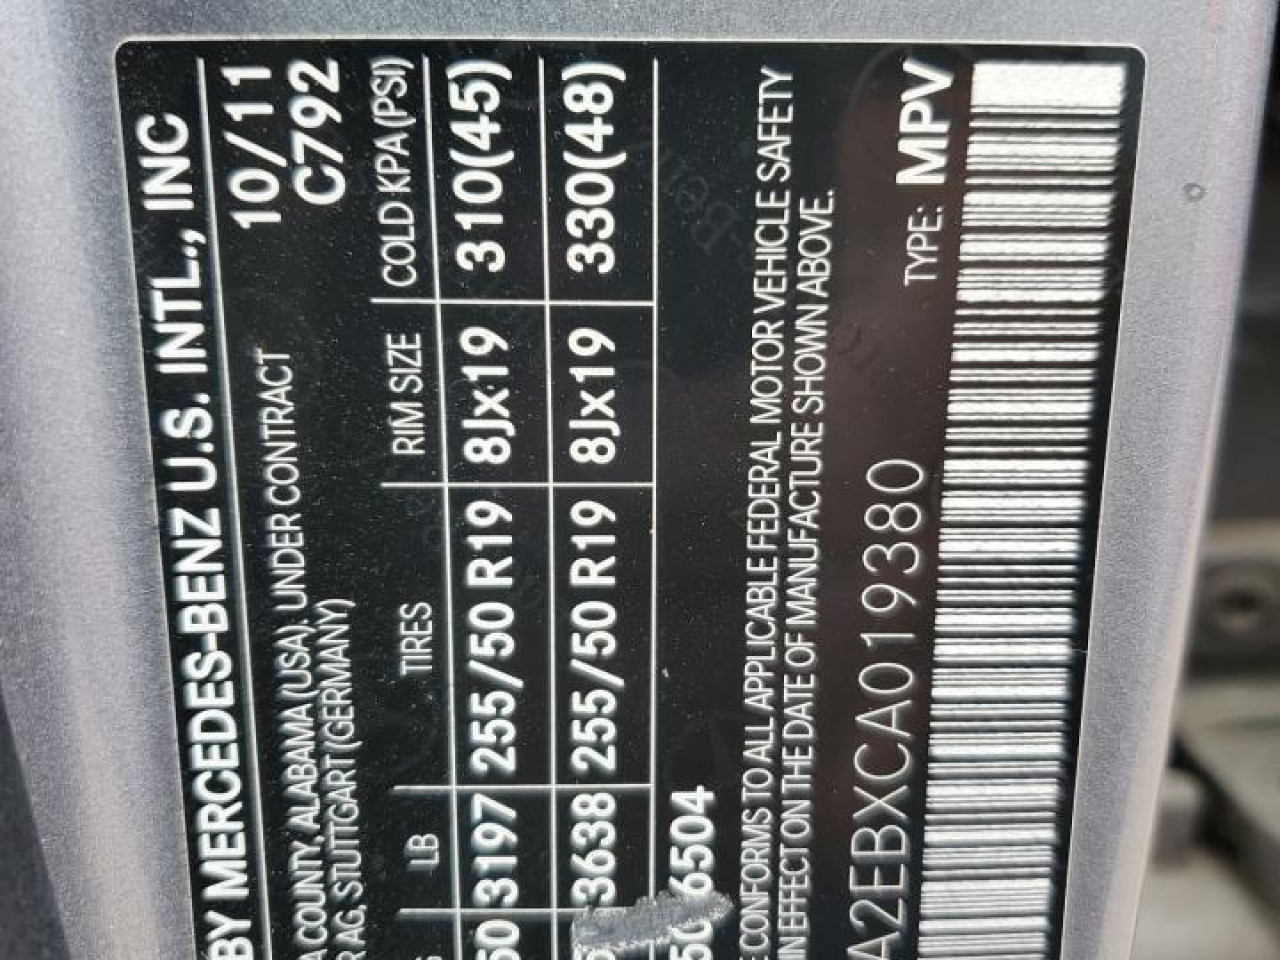 BY MERCEDES-BENZ U.S. INTL., INC
10/11
A COUNTY, ALABAMA (USA). UNDER CONTRACT C792
R AG, STUTTGART (GERMANY)
LB TIRES RIM SIZE COLD KPA (PSI)
50 3197 255/50 R19 8Jx19 310(45)
3638 255/50 R19 8Jx19 330(48)
6504
CONFORMS TO ALL APPLICABLE FEDERAL MOTOR VEHICLE SAFETY
IN EFFECT ON THE DATE OF MANUFACTURE SHOWN ABOVE.
A2EBXCA019380 TYPE: MPV